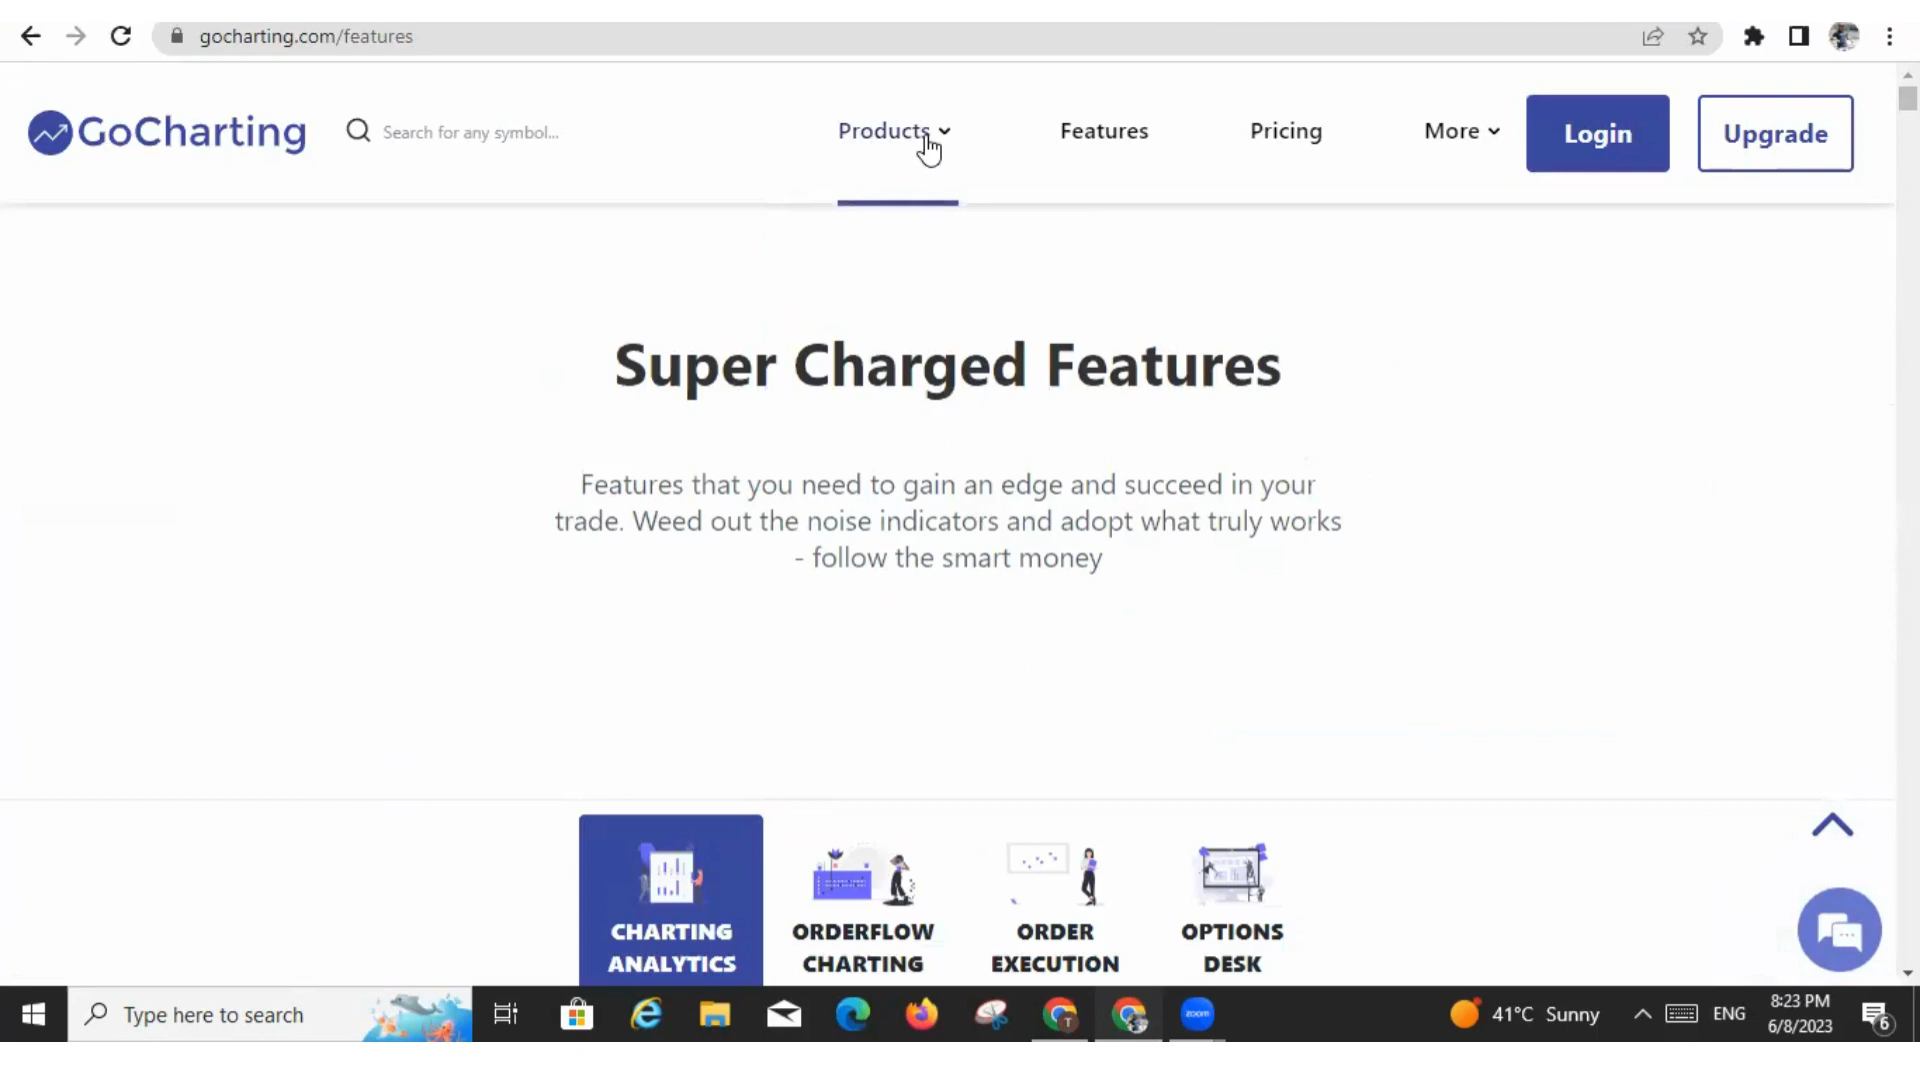 gocharting.com/features
GoCharting
Search for any symbol...
Products
Features
Pricing
More
Login
Upgrade
Super Charged Features
Features that you need to gain an edge and succeed in your
trade. Weed out the noise indicators and adopt what truly works
- follow the smart money
CHARTING
ANALYTICS
ORDERFLOW
CHARTING
ORDER
EXECUTION
OPTIONS
DESK
Type here to search
T
zoom
41°C Sunny
ENG
8:23 PM
6/8/2023
6